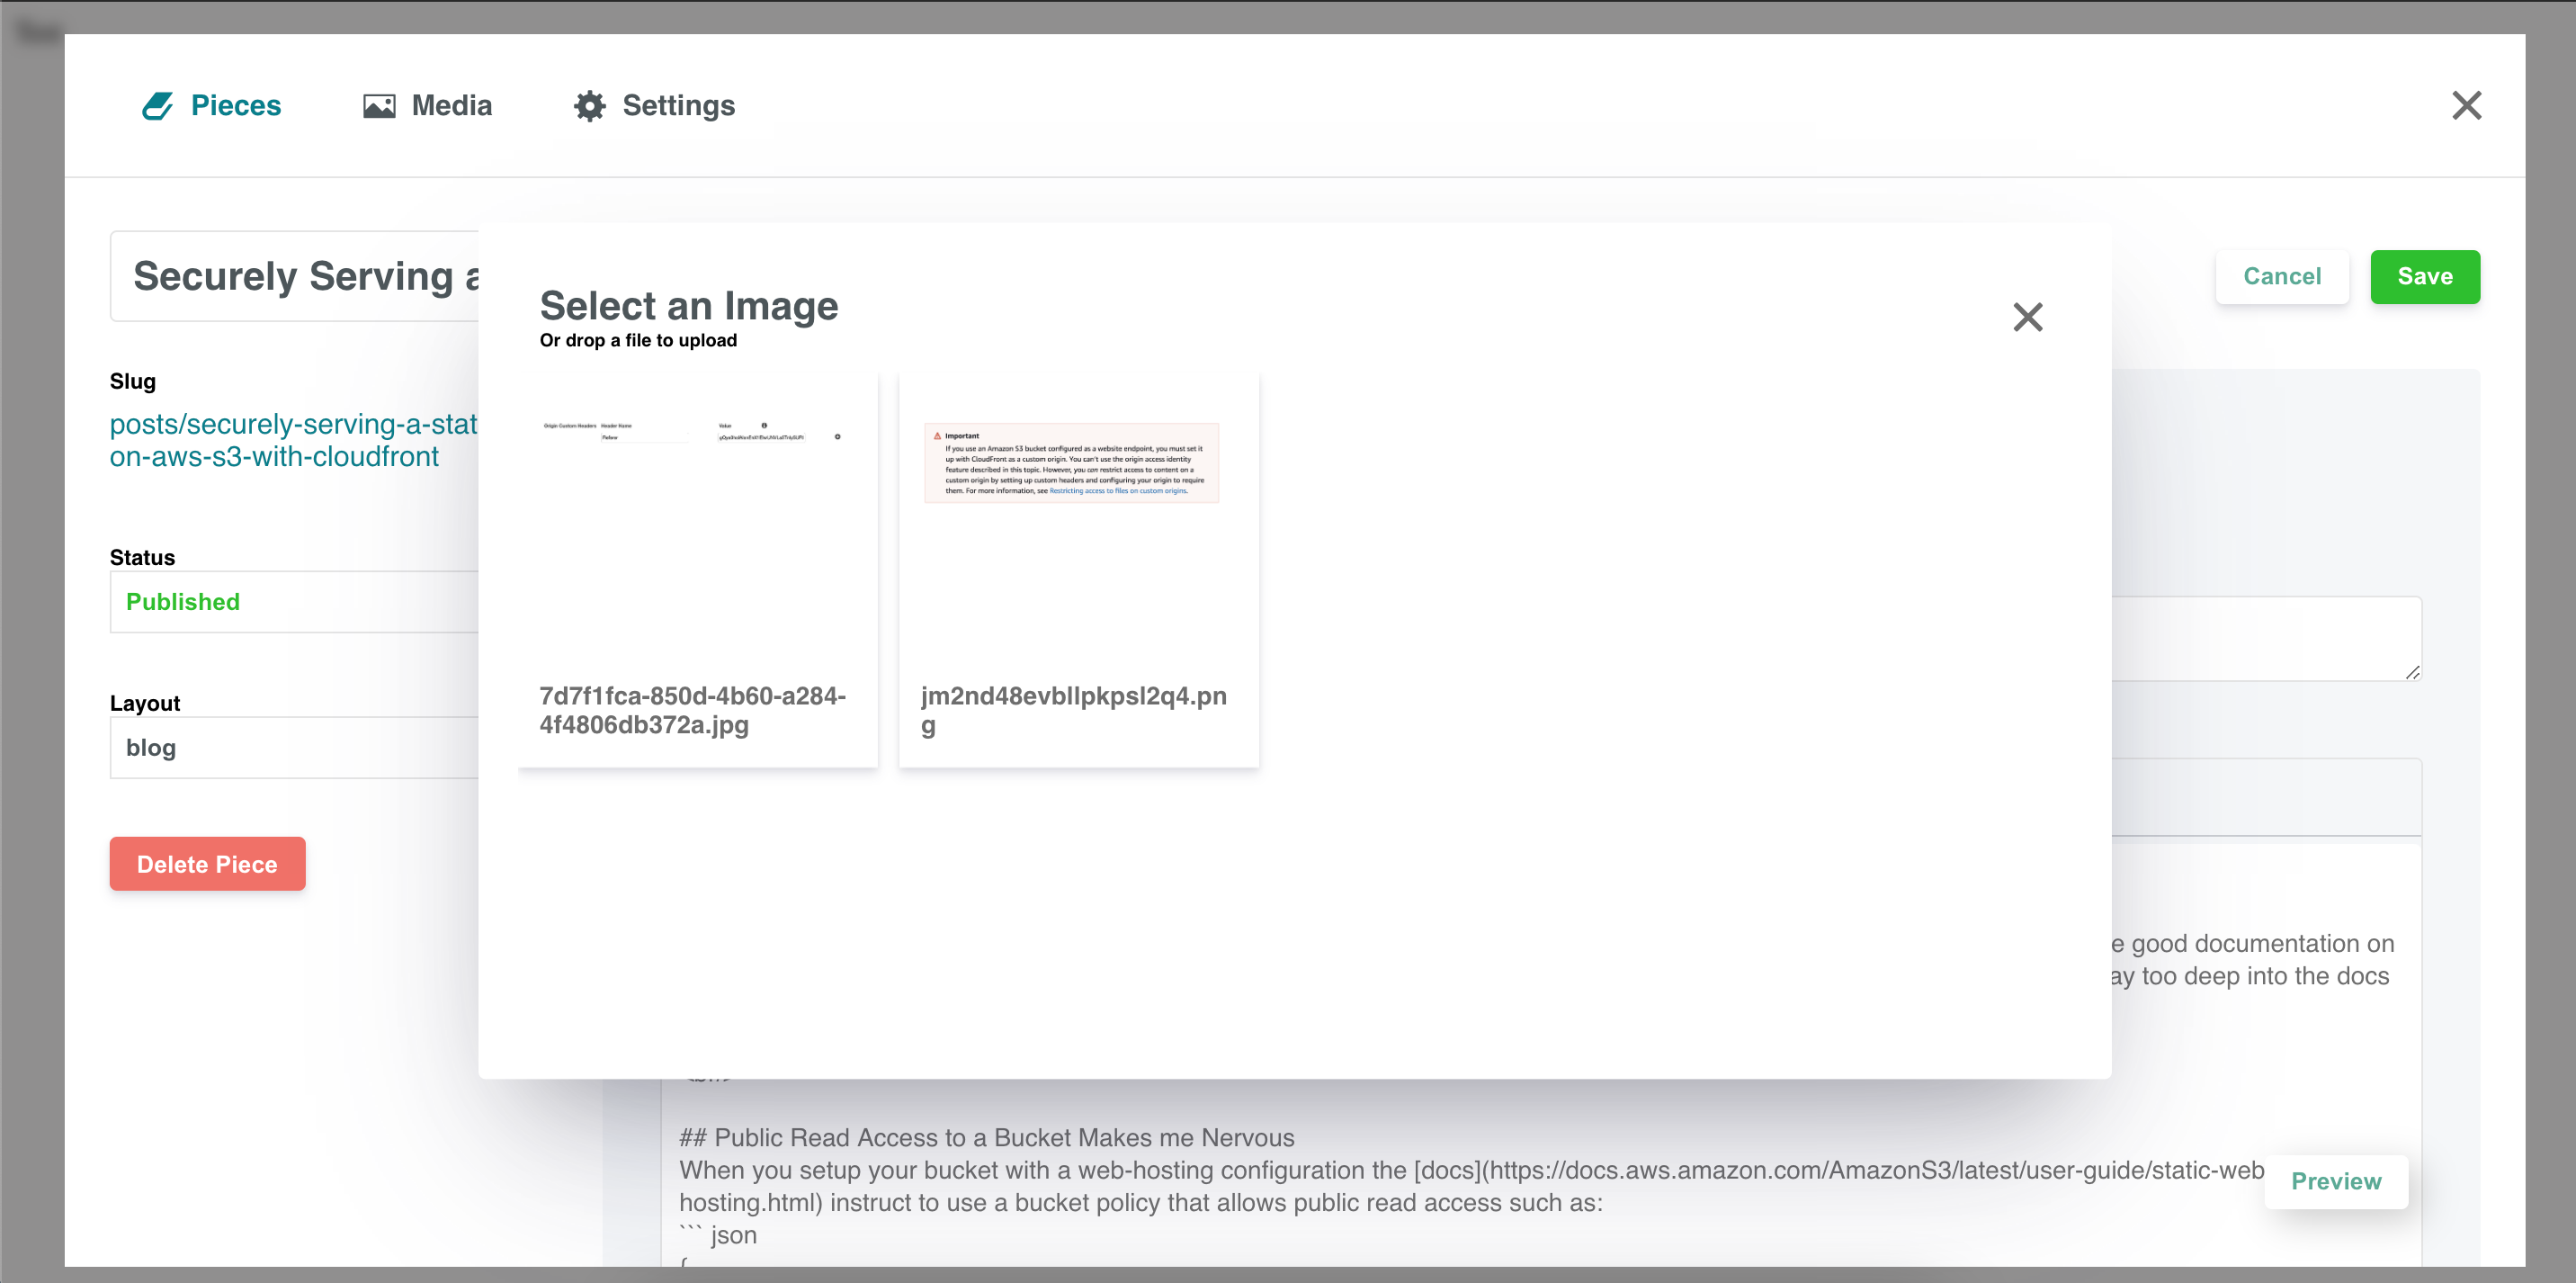 Pieces Media Settings
Securely Serving a
Cancel Save
Slug
posts/securely-serving-a-stat
on-aws-s3-with-cloudfront
Status
Published
Layout
blog
Delete Piece
Select an Image
Or drop a file to upload
Origin Custom Headers Header Name Value
Referer
7d7f1fca-850d-4b60-a284-
4f4806db372a.jpg
Important
If you use an Amazon S3 bucket configured as a website endpoint, you must set it
up with CloudFront as a custom origin. You can't use the origin access identity
feature described in this topic. However, you can restrict access to content on a
custom origin by setting up custom headers and configuring your origin to require
them. For more information, see Restricting access to files on custom origins.
jm2nd48evbllpkpsl2q4.pn
g
e good documentation on
ay too deep into the docs
## Public Read Access to a Bucket Makes me Nervous
When you setup your bucket with a web-hosting configuration the [docs](https://docs.aws.amazon.com/AmazonS3/latest/user-guide/static-web
hosting.html) instruct to use a bucket policy that allows public read access such as:
``` json
{
Preview